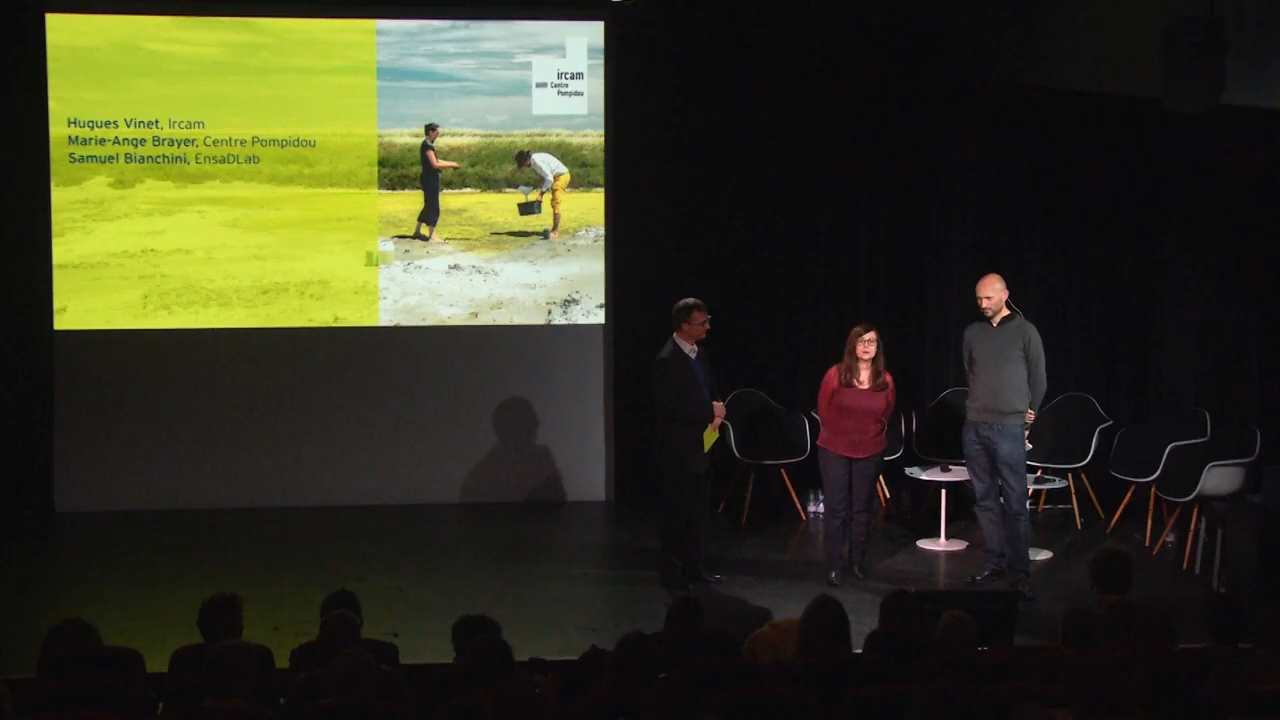 Hugues Vinet, Ircam
Marie-Ange Brayer, Centre Pompidou
Samuel Bianchini, EnsaDLab
ircam
Centre
Pompidou